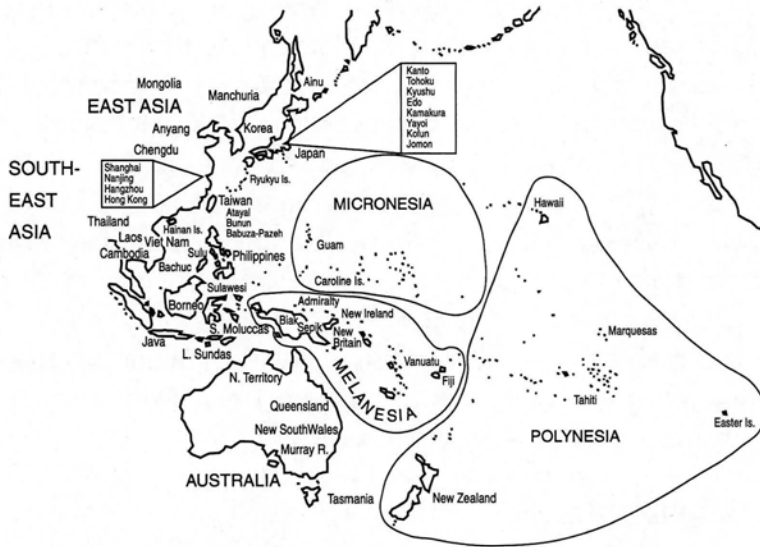 Mongolia
Ainu
Manchuria
EAST ASIA
Kanto
Tohoku
Kyushu
Edo
Kamakura
Yayoi
Kofun
Jomon
Anyang
Korea
Chengdu
Japan
SOUTH-
EAST
ASIA
Shanghai
Nanjing
Hangzhou
Hong Kong
Ryukyu Is.
Taiwan
Atayal
Bunun
Babuza-Pazeh
MICRONESIA
Hawaii
Thailand
Hainan Is.
Laos
Viet Nam
Cambodia
Sulu
Philippines
Guam
Bachuc
Caroline Is.
Sulawesi
Borneo
Admiralty
New Ireland
Biak
Sepik
New
Britain
S. Moluccas
Java
L. Sundas
Marquesas
Vanuatu
Fiji
MELANESIA
Tahiti
N. Territory
Queensland
Easter Is.
New SouthWales
POLYNESIA
Murray R.
AUSTRALIA
Tasmania
New Zealand